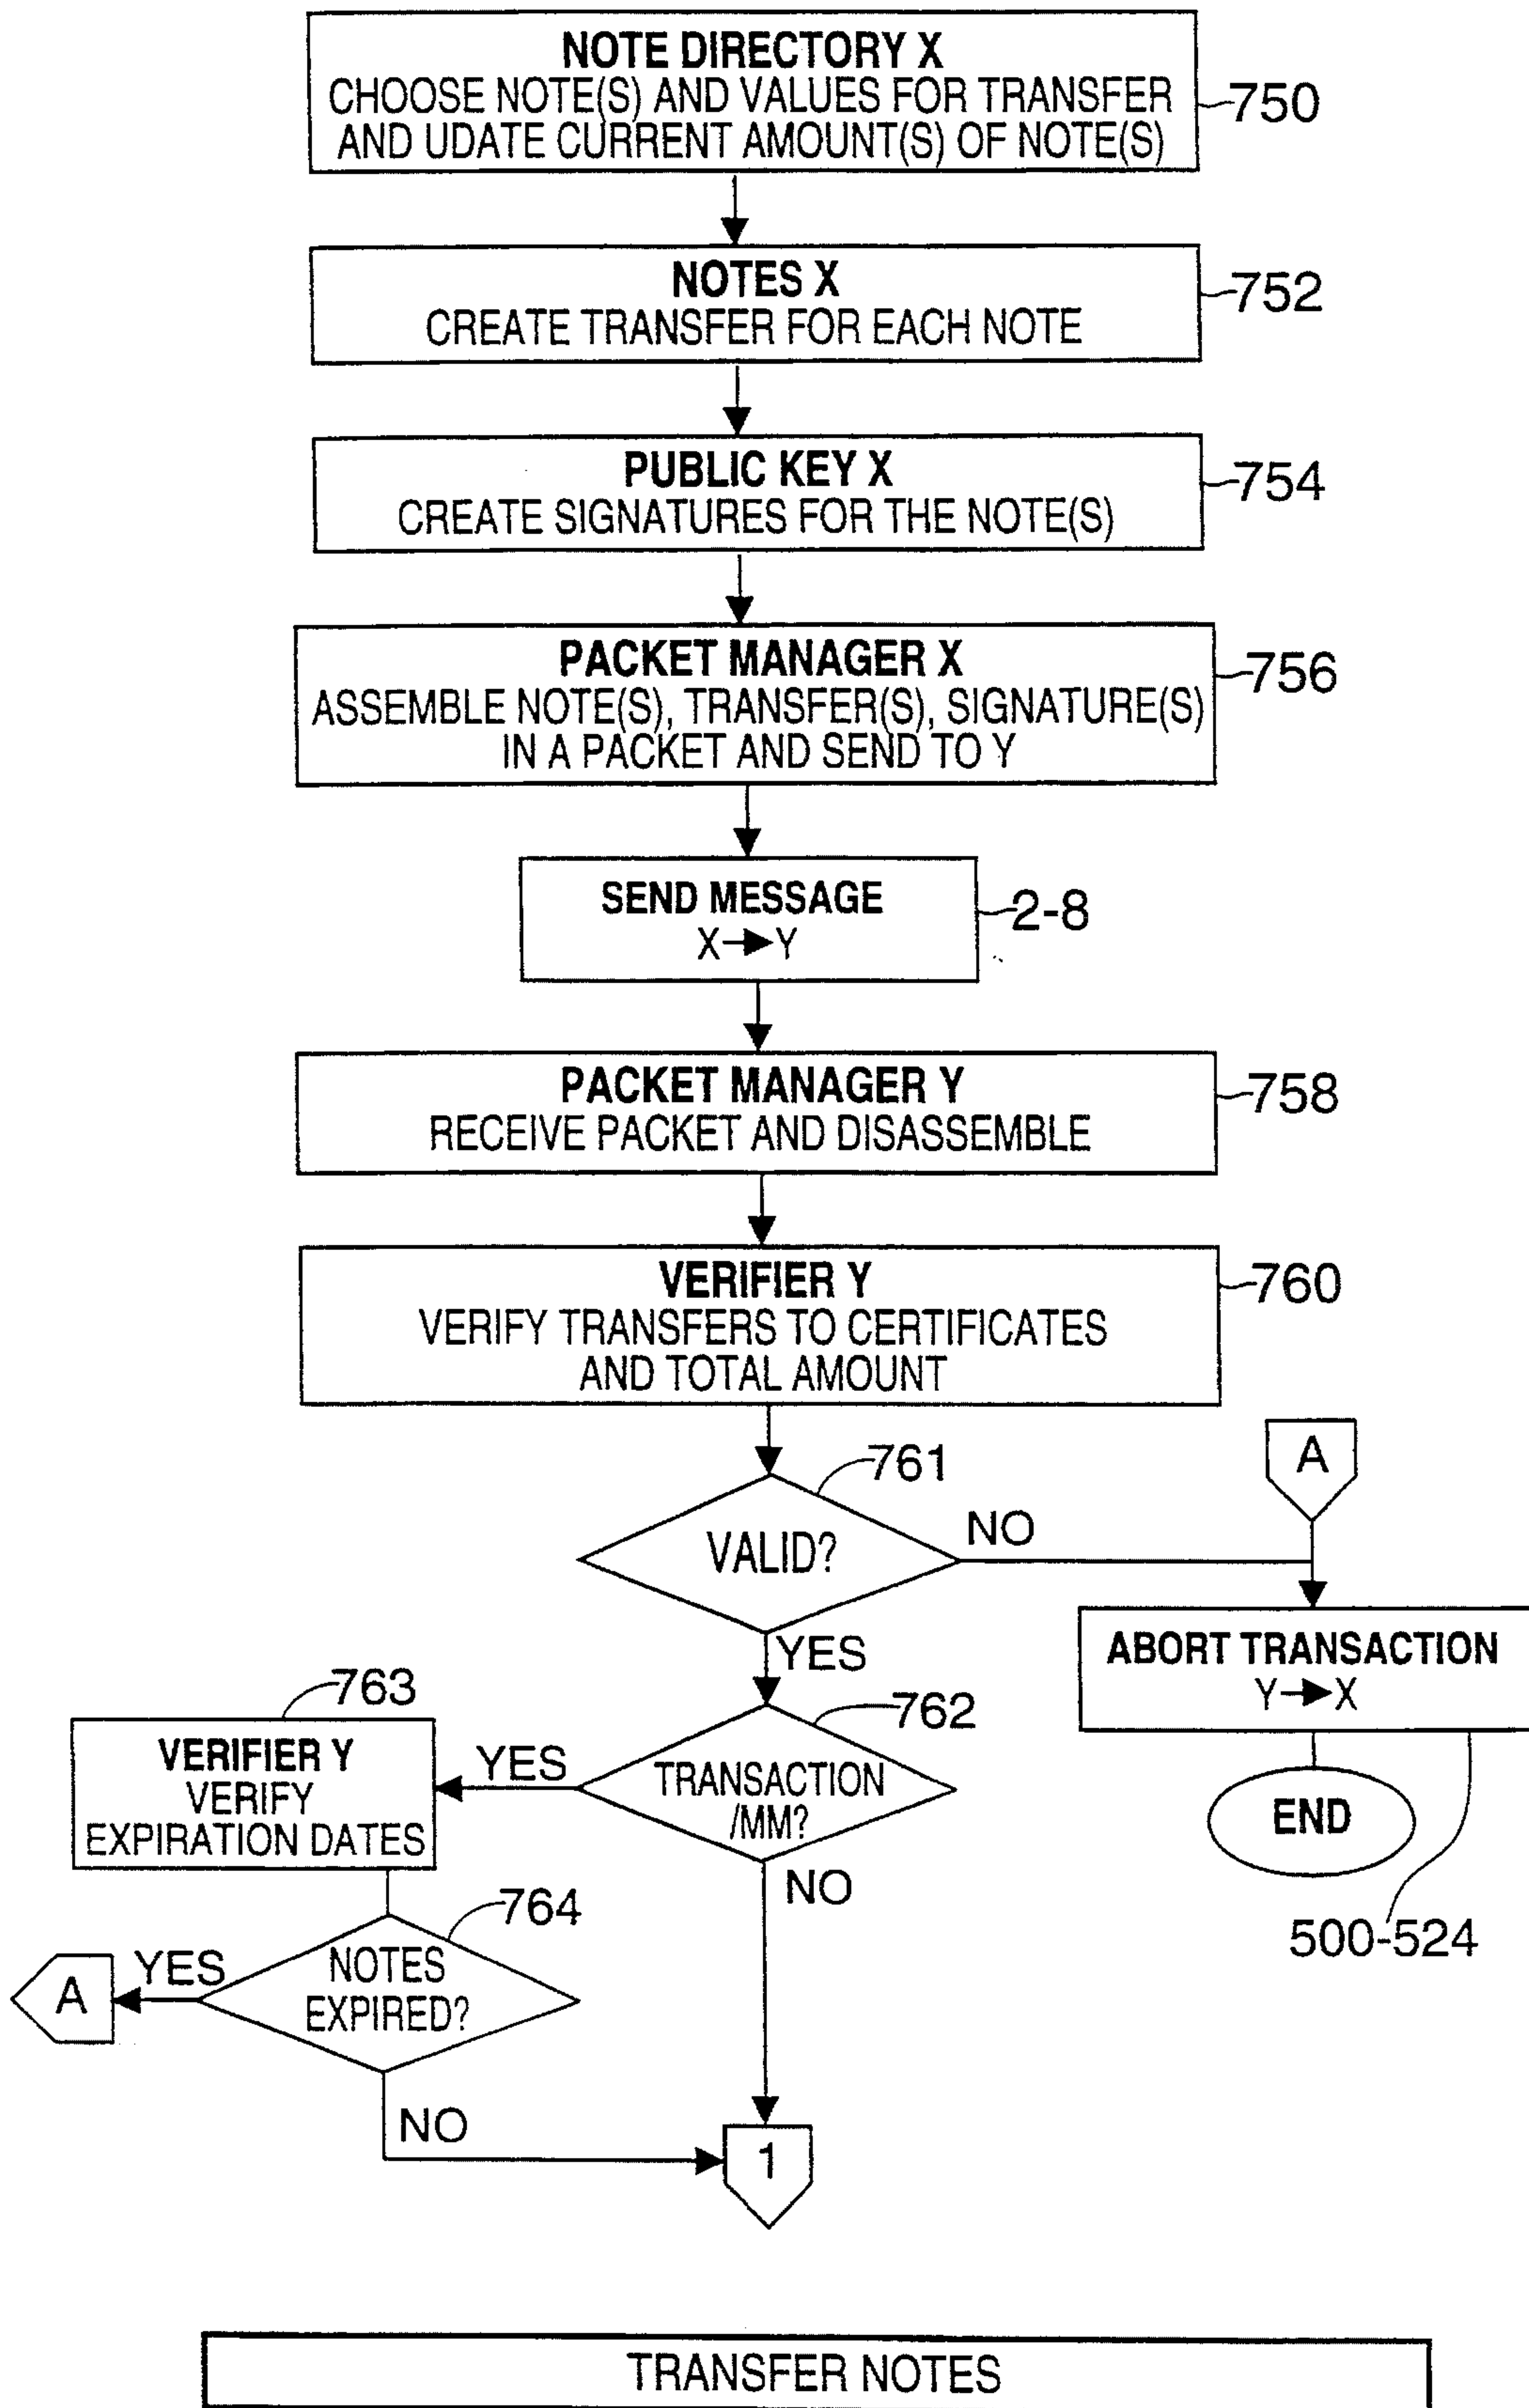 NOTE DIRECTORY X
CHOOSE NOTE(S) AND VALUES FOR TRANSFER
AND UDATE CURRENT AMOUNT(S) OF NOTE(S)
750
NOTES X
CREATE TRANSFER FOR EACH NOTE
752
PUBLIC KEY X
CREATE SIGNATURES FOR THE NOTE(S)
754
PACKET MANAGER X
ASSEMBLE NOTE(S), TRANSFER(S), SIGNATURE(S)
IN A PACKET AND SEND TO Y
756
SEND MESSAGE
X→Y
2-8
PACKET MANAGER Y
RECEIVE PACKET AND DISASSEMBLE
758
VERIFIER Y
VERIFY TRANSFERS TO CERTIFICATES
AND TOTAL AMOUNT
760
761
A
VALID?
NO
YES
ABORT TRANSACTION
Y→X
END
500-524
762
TRANSACTION
/MM?
YES
NO
763
VERIFIER Y
VERIFY
EXPIRATION DATES
764
NOTES
EXPIRED?
YES
A
NO
1
TRANSFER NOTES